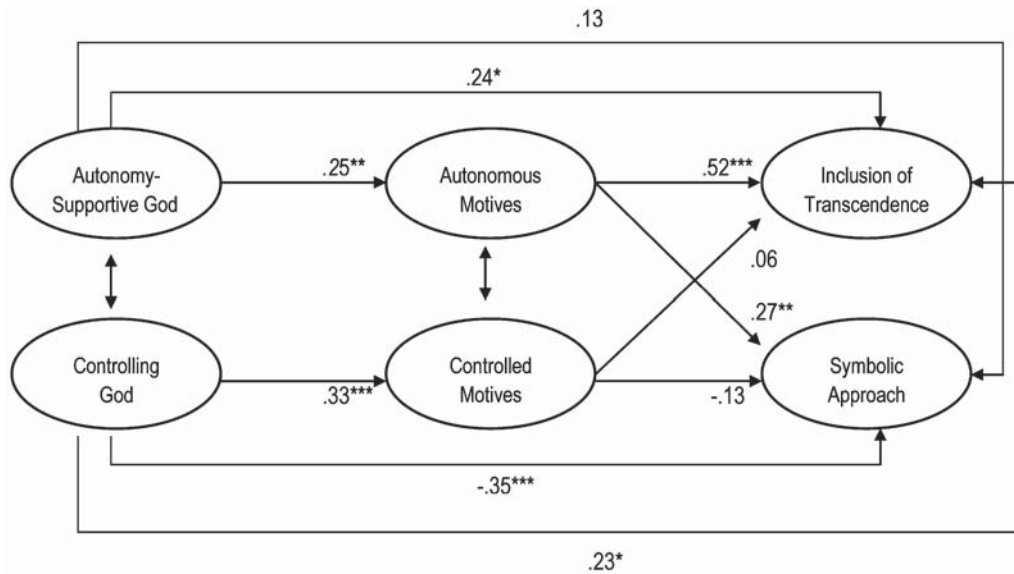 .13
.24*
Autonomy-
Supportive God
.25**
Autonomous
Motives
.52***
Inclusion of
Transcendence
.06
.27**
Controlling
God
.33***
Controlled
Motives
-.13
Symbolic
Approach
-.35***
.23*